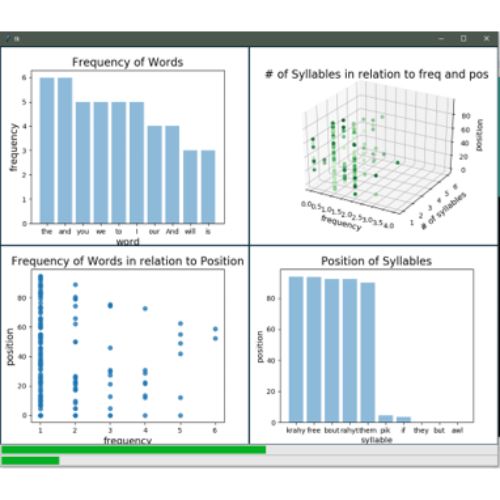 Frequency of Words
6
5
4
3
2
1
0
frequency
the and you we to I our And will is
word
# of Syllables in relation to freq and pos
80
60
40
20
0
position
0.0 0.5 1.0 1.5 2.0 2.5 3.0 3.5 4.0
frequency
1 2 3 4 5 6
# of syllables
Frequency of Words in relation to Position
80
60
40
20
0
position
1 2 3 4 5 6
frequency
Position of Syllables
80
60
40
20
0
position
krahy free bout rahyt them pik if they but awl
syllable